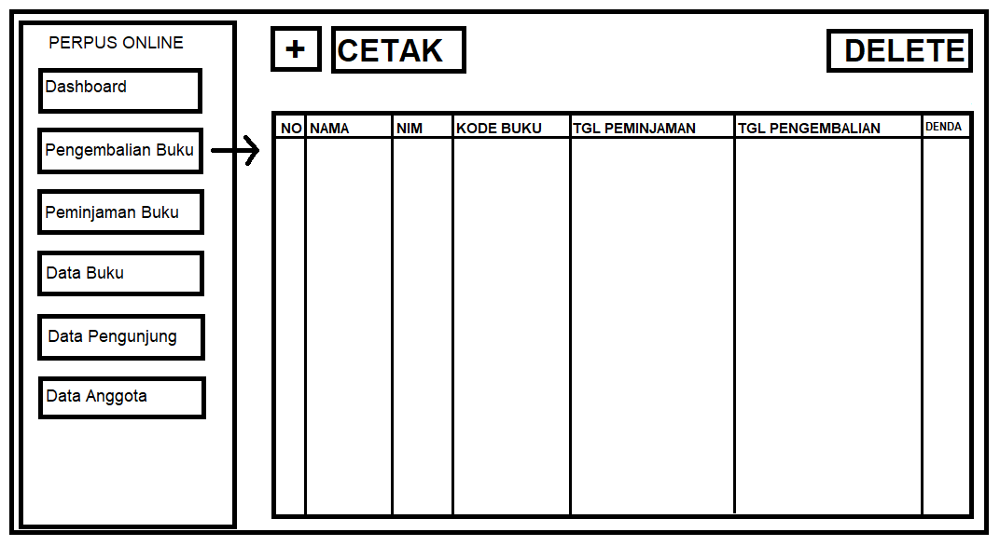 PERPUS ONLINE
Dashboard
Pengembalian Buku
Peminjaman Buku
Data Buku
Data Pengunjung
Data Anggota
+ CETAK DELETE
NO NAMA NIM KODE BUKU TGL PEMINJAMAN TGL PENGEMBALIAN DENDA